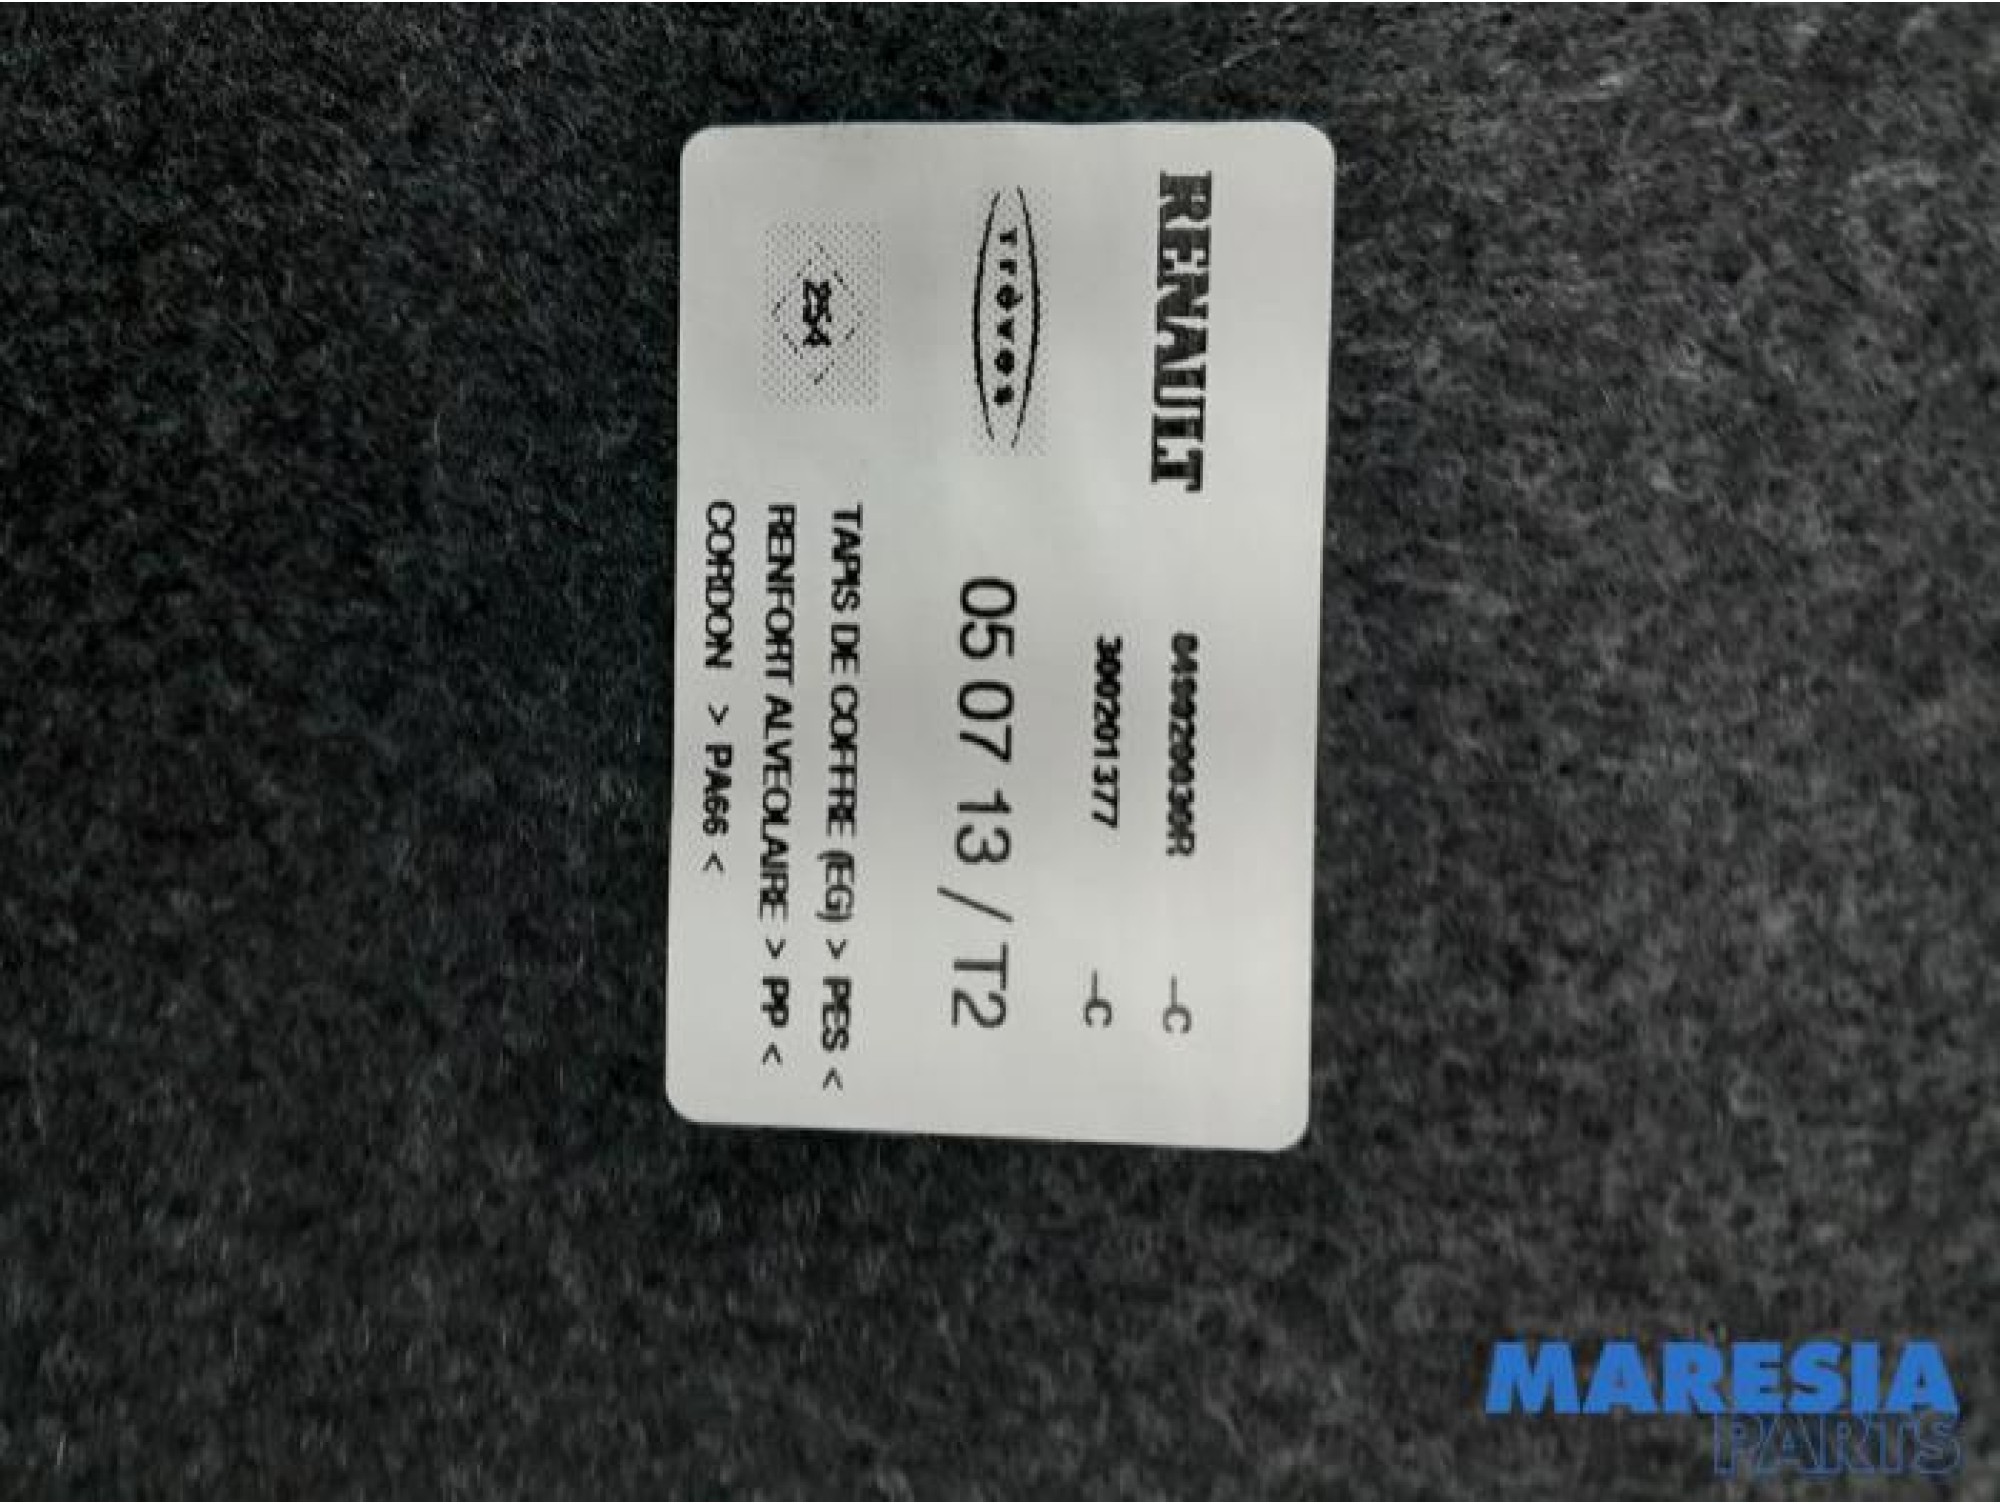 RENAULT
-C
300201377 -C
Trèves
05 07 13 / T2
254
TAPIS DE COFFRE (EG) > PES <
RENFORT ALVEOLAIRE > PP <
CORDON > PA66 <
MARESIA
PARTS